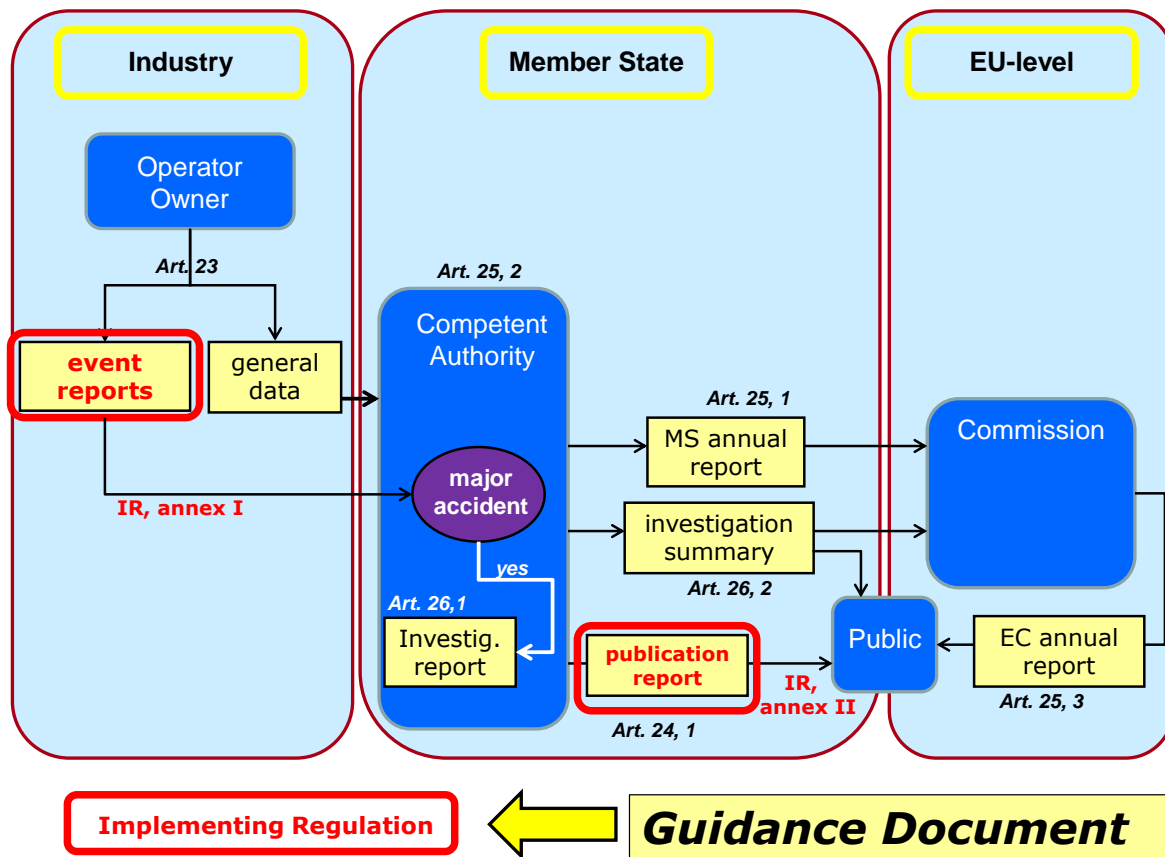 Industry
Member State
EU-level
Operator
Owner
Art. 23
event
reports
general
data
IR, annex I
Art. 25, 2
Competent
Authority
major
accident
yes
Art. 26,1
Investig.
report
Art. 25, 1
MS annual
report
investigation
summary
Art. 26, 2
publication
report
Art. 24, 1
IR,
annex II
Public
Commission
EC annual
report
Art. 25, 3
Implementing Regulation
Guidance Document